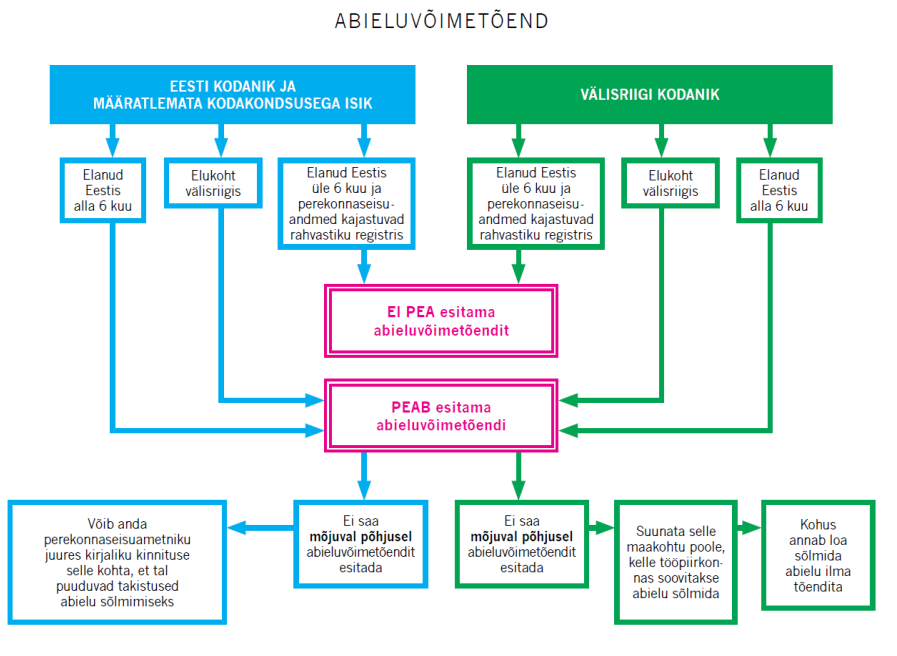 ABIELUVÕIMETÕEND
EESTI KODANIK JA
MÄÄRATLEMATA KODAKONDSUSEGA ISIK
VÄLISRIIGI KODANIK
Elanud
Eestis
alla 6 kuu
Elukoht
välisriigis
Elanud Eestis
üle 6 kuu ja
perekonnaseisu-
andmed kajastuvad
rahvastiku registris
Elanud Eestis
üle 6 kuu ja
perekonnaseisu-
andmed kajastuvad
rahvastiku registris
Elukoht
välisriigis
Elanud
Eestis
alla 6 kuu
EI PEA esitama
abieluvõimetõendit
PEAB esitama
abieluvõimetõendi
Võib anda
perekonnaseisuametniku
juures kirjaliku kinnituse
selle kohta, et tal
puuduvad takistused
abielu sõlmimiseks
Ei saa
mõjuval põhjusel
abieluvõimetõendit
esitada
Ei saa
mõjuval põhjusel
abieluvõimetõendit
esitada
Suunata selle
maakohtu poole,
kelle tööpiirkon-
nas soovitakse
abielu sõlmida
Kohus
annab loa
sõlmida
abielu ilma
tõendita